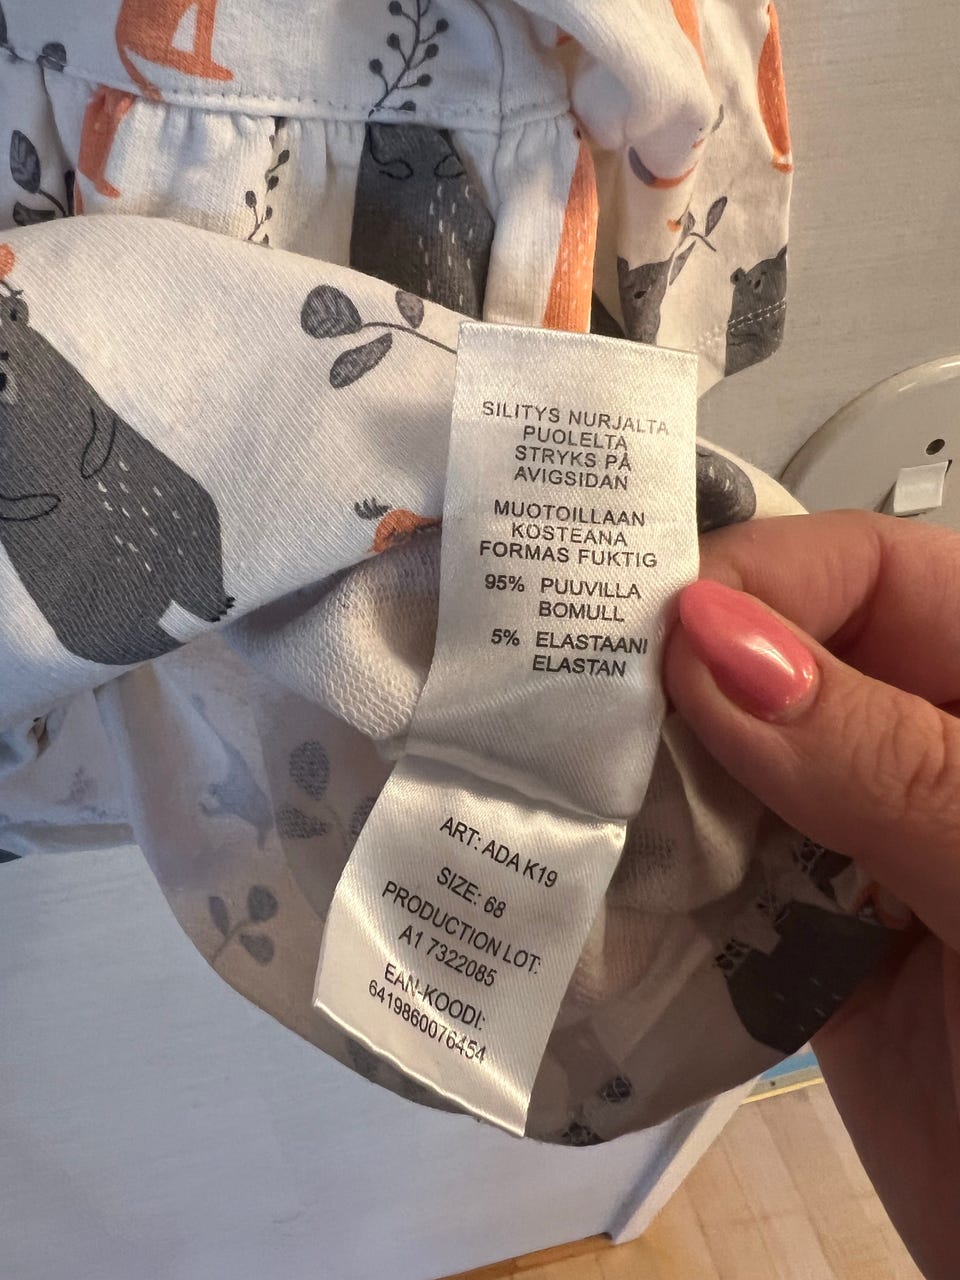 SILITYS NURJALTA
PUOLELTA
STRYKS PÅ
AVIGSIDAN
MUOTOILLAAN
KOSTEANA
FORMAS FUKTIG
95% PUUVILLA
BOMULL
5% ELASTAANI
ELASTAN
ART: ADA K19
SIZE: 68
PRODUCTION LOT:
A1 7322085
EAN-KOODI:
6419860076454